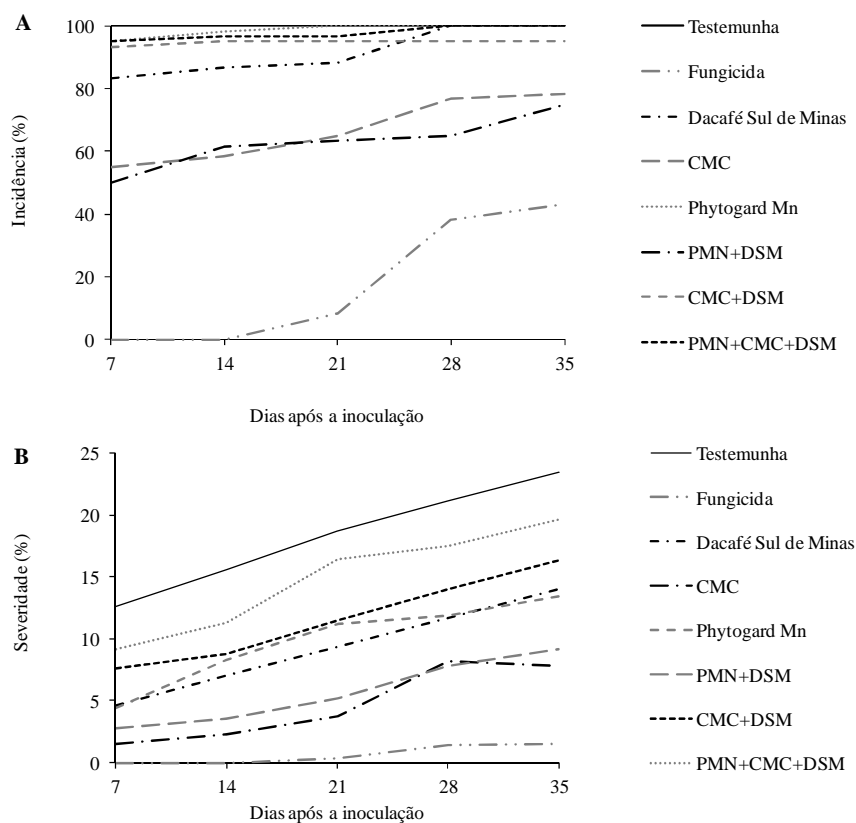 A
Incidência (%)
100
80
60
40
20
0
7 14 21 28 35
Dias após a inoculação
Testemunha
Fungicida
Dacafé Sul de Minas
CMC
Phytogard Mn
PMN+DSM
CMC+DSM
PMN+CMC+DSM
B
Severidade (%)
25
20
15
10
5
0
7 14 21 28 35
Dias após a inoculação
Testemunha
Fungicida
Dacafé Sul de Minas
CMC
Phytogard Mn
PMN+DSM
CMC+DSM
PMN+CMC+DSM